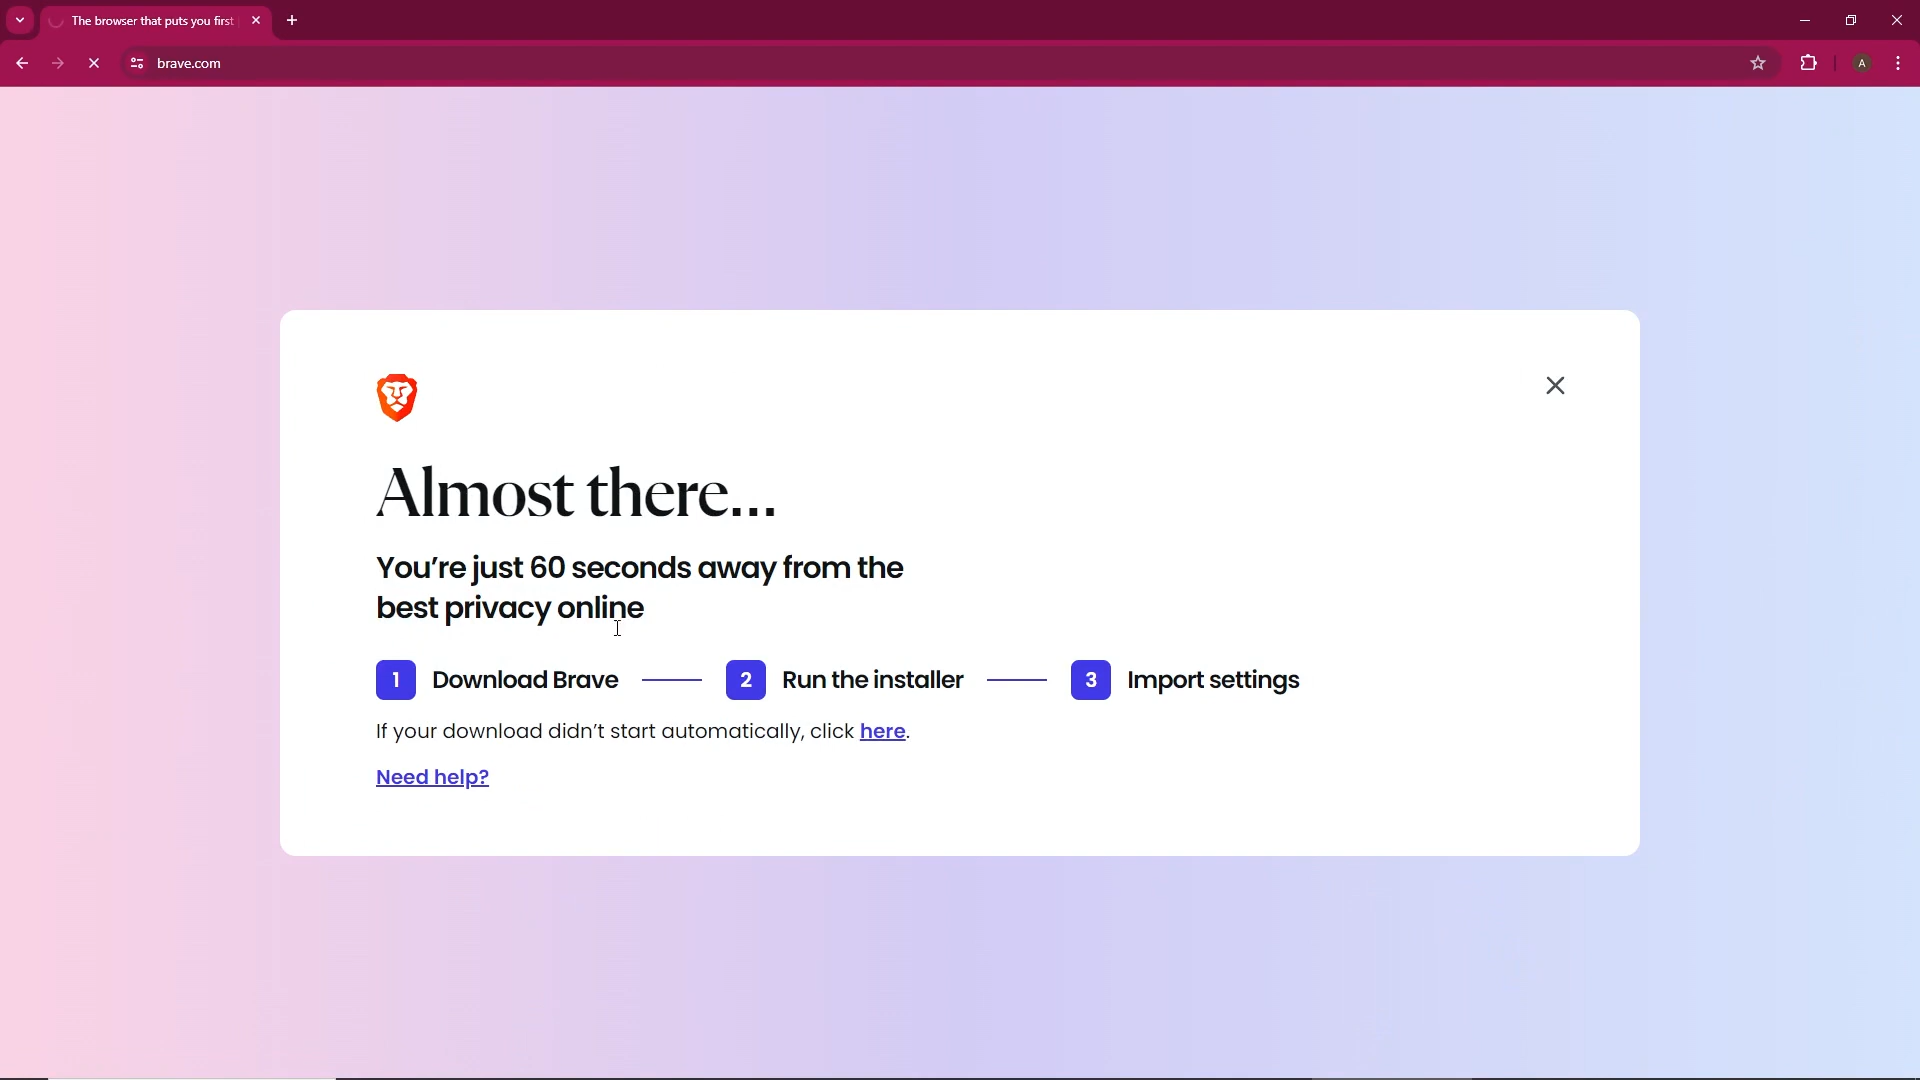 The browser that puts you first
brave.com
A
Almost there...
You’re just 60 seconds away from the
best privacy online
1 Download Brave 2 Run the installer 3 Import settings
If your download didn’t start automatically, click here.
Need help?